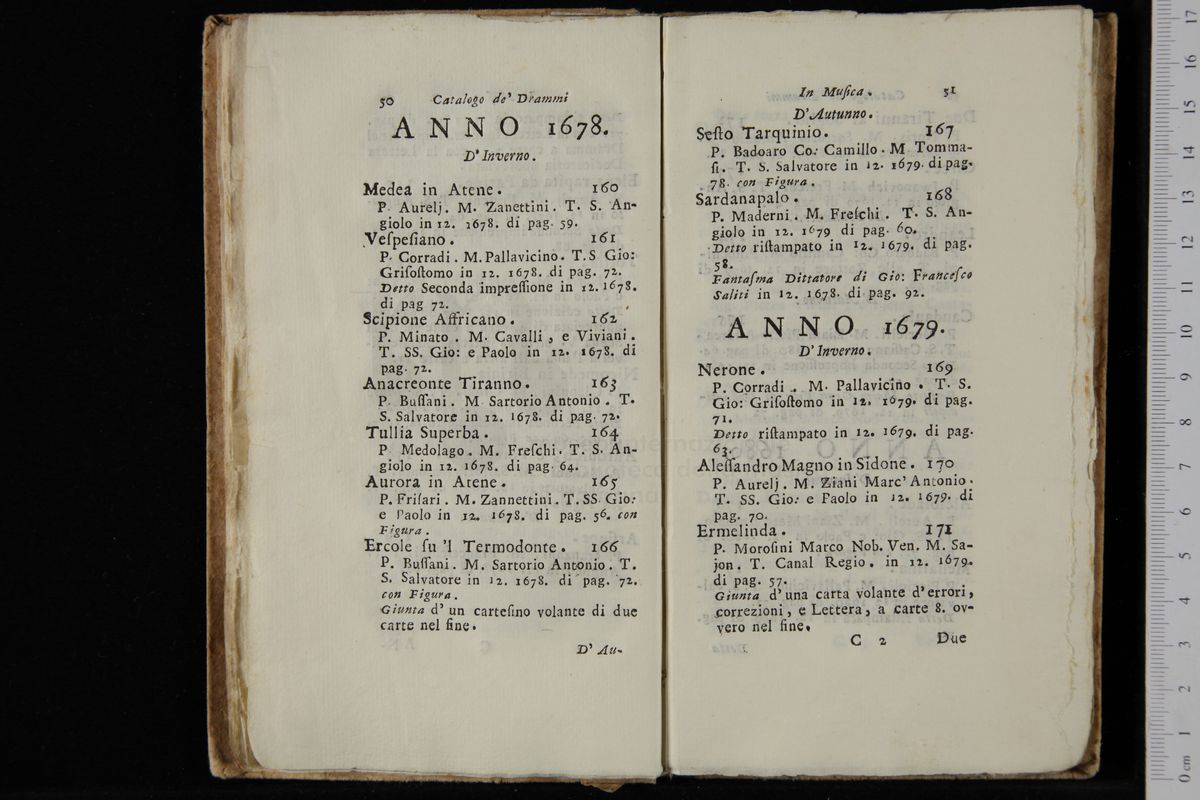 50 Catalogo de' Drammi
ANNO 1678.
D' Inverno.
Medea in Atene. 160
P. Aurelj. M. Zanettini. T. S. An-
giolo in 12. 1678. di pag. 59.
Veſpeſiano. 161
P. Corradi. M. Pallavicino. T. S Gio:
Griſoſtomo in 12. 1678. di pag. 72.
Detto Seconda impreſſione in 12. 1678.
di pag 72.
Scipione Affricano. 162
P. Minato. M. Cavalli, e Viviani.
T. SS. Gio: e Paolo in 12. 1678. di
pag. 72.
Anacreonte Tiranno. 163
P. Buſſani. M. Sartorio Antonio. T.
S. Salvatore in 12. 1678. di pag. 72.
Tullia Superba. 164
P. Medolago. M. Freſchi. T. S. An-
giolo in 12. 1678. di pag. 64.
Aurora in Atene. 165
P. Friſari. M. Zannettini. T. SS. Gio:
e Paolo in 12. 1678. di pag. 56. con
Figura.
Ercole ſu 'l Termodonte. 166
P. Buſſani. M. Sartorio Antonio. T.
S. Salvatore in 12. 1678. di pag. 72.
con Figura.
Giunta d' un carteſino volante di due
carte nel fine.
D' Au-
In Muſica. 51
D' Autunno.
Seſto Tarquinio. 167
P. Badoaro Co: Camillo. M Tomma-
ſi. T. S. Salvatore in 12. 1679. di pag.
78. con Figura.
Sardanapalo. 168
P. Maderni. M. Freſchi. T. S. An-
giolo in 12. 1679 di pag. 60.
Detto riſtampato in 12. 1679. di pag.
58.
Fantaſma Dittatore di Gio: Franceſco
Saliti in 12. 1678. di pag. 92.
ANNO 1679.
D' Inverno.
Nerone. 169
P. Corradi. M. Pallavicino. T. S.
Gio: Griſoſtomo in 12. 1679. di pag.
71.
Detto riſtampato in 12. 1679. di pag.
63.
Aleſſandro Magno in Sidone. 170
P. Aurelj. M. Ziani Marc' Antonio.
T. SS. Gio: e Paolo in 12. 1679. di
pag. 70.
Ermelinda. 171
P. Moroſini Marco Nob. Ven. M. Sa-
jon. T. Canal Regio. in 12. 1679.
di pag. 57.
Giunta d' una carta volante d' errori,
correzioni, e Lettera, a carte 8. ov-
vero nel fine.
C 2 Due